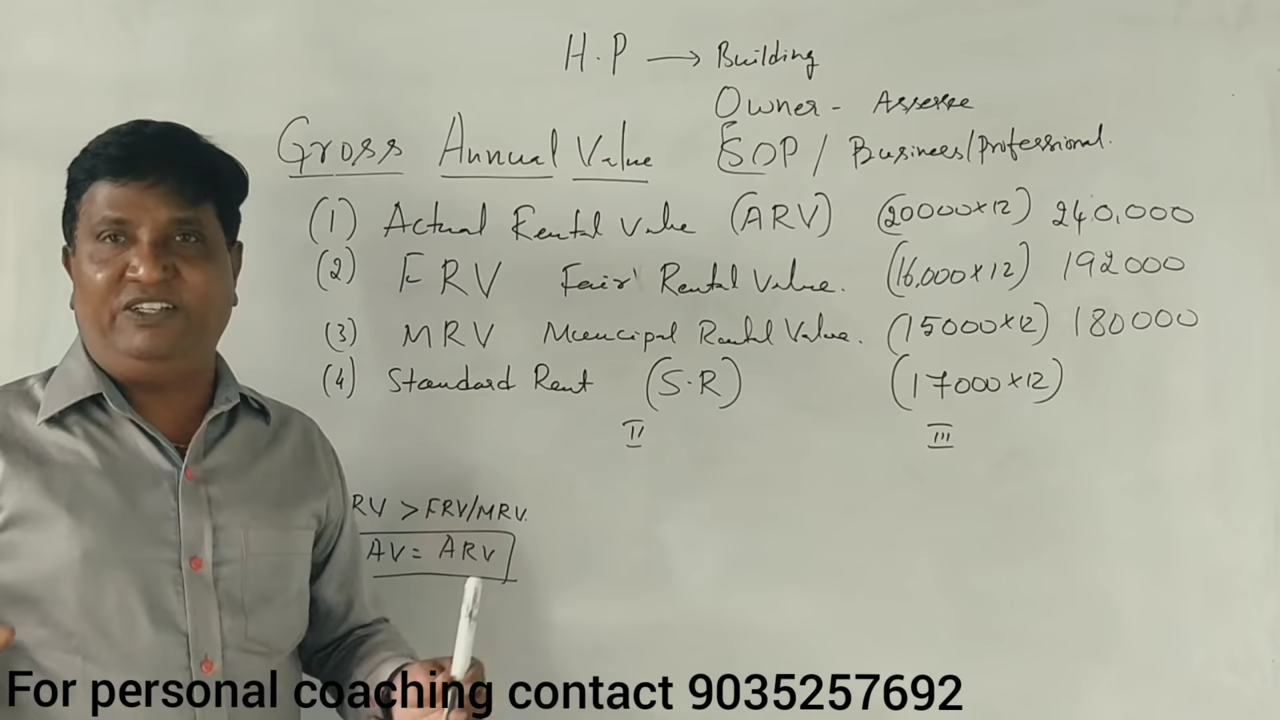 H.P → Building
Owner - Assessee
Gross Annual Value SOP / Business/Professional.
(1) Actual Rental Value (ARV) (20000×12) 240,000
(2) FRV Fair Rental Value. (16,000×12) 192000
(3) MRV Muncipal Rental Value. (15000×12) 180000
(4) Standard Rent (S.R) (17000×12)
II III
RV > FRV/MRV.
AV = ARV
For personal coaching contact 9035257692